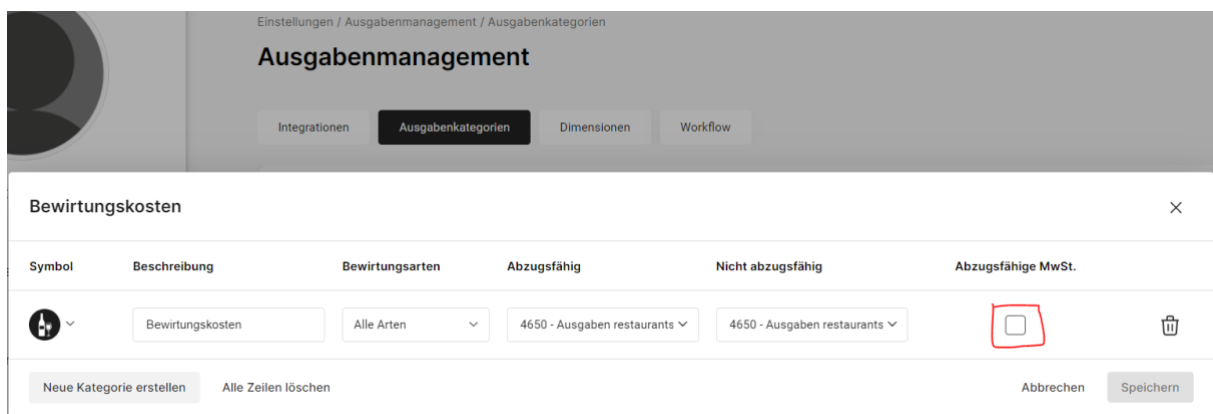 Einstellungen / Ausgabenmanagement / Ausgabenkategorien
Ausgabenmanagement
Integrationen Ausgabenkategorien Dimensionen Workflow
Bewirtungskosten
Symbol Beschreibung Bewirtungsarten Abzugsfähig Nicht abzugsfähig Abzugsfähige MwSt.
Bewirtungskosten Alle Arten 4650 - Ausgaben restaurants 4650 - Ausgaben restaurants
Neue Kategorie erstellen Alle Zeilen löschen Abbrechen Speichern